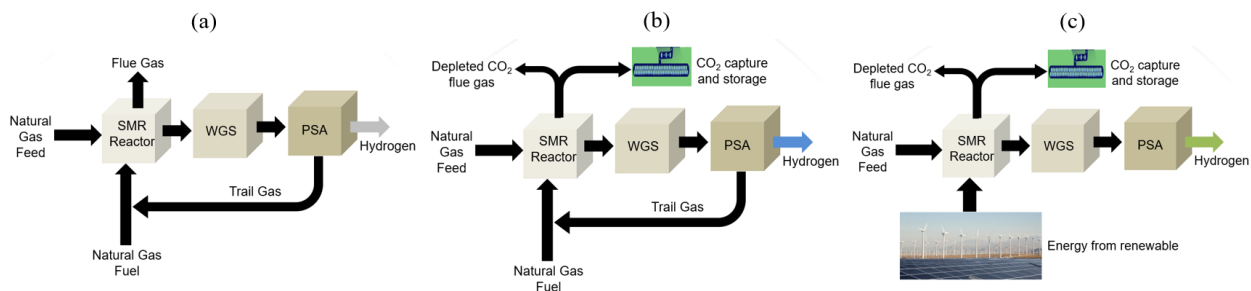 (a)
Flue Gas
Natural
Gas
Feed
SMR
Reactor
WGS
PSA
Hydrogen
Trail Gas
Natural Gas
Fuel
(b)
Depleted CO₂
flue gas
CO₂ capture
and storage
Natural
Gas
Feed
SMR
Reactor
WGS
PSA
Hydrogen
Trail Gas
Natural Gas
Fuel
(c)
Depleted CO₂
flue gas
CO₂ capture
and storage
Natural
Gas
Feed
SMR
Reactor
WGS
PSA
Hydrogen
Energy from renewable